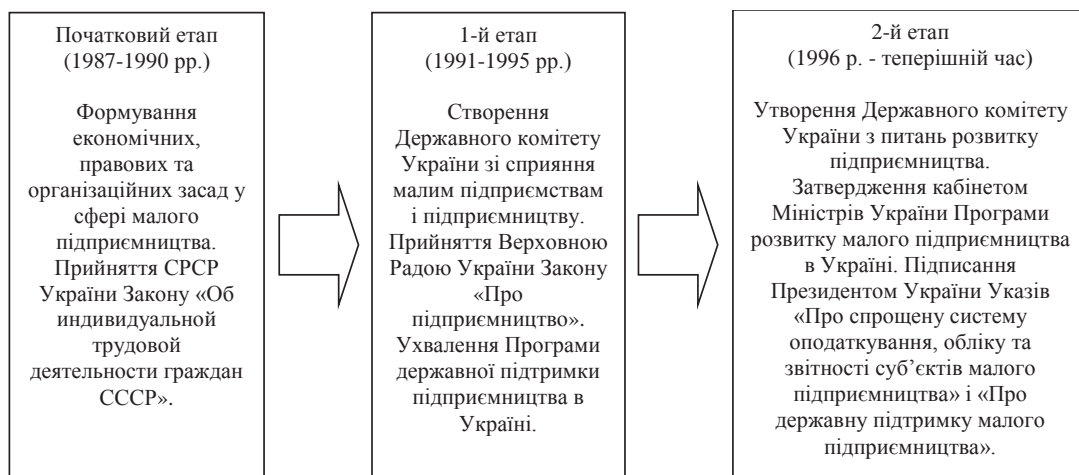 Початковий етап
(1987-1990 рр.)
Формування
економічних,
правових та
організаційних засад у
сфері малого
підприємництва.
Прийняття СРСР
України Закону «Об
индивидуальной
трудовой
деятельности граждан
СССР».
1-й етап
(1991-1995 рр.)
Створення
Державного комітету
України зі сприяння
малим підприємствам
і підприємництву.
Прийняття Верховною
Радою України Закону
«Про
підприємництво».
Ухвалення Програми
державної підтримки
підприємництва в
Україні.
2-й етап
(1996 р. - теперішній час)
Утворення Державного комітету
України з питань розвитку
підприємництва.
Затвердження кабінетом
Міністрів України Програми
розвитку малого підприємництва
в Україні. Підписання
Президентом України Указів
«Про спрощену систему
оподаткування, обліку та
звітності суб’єктів малого
підприємництва» і «Про
державну підтримку малого
підприємництва».